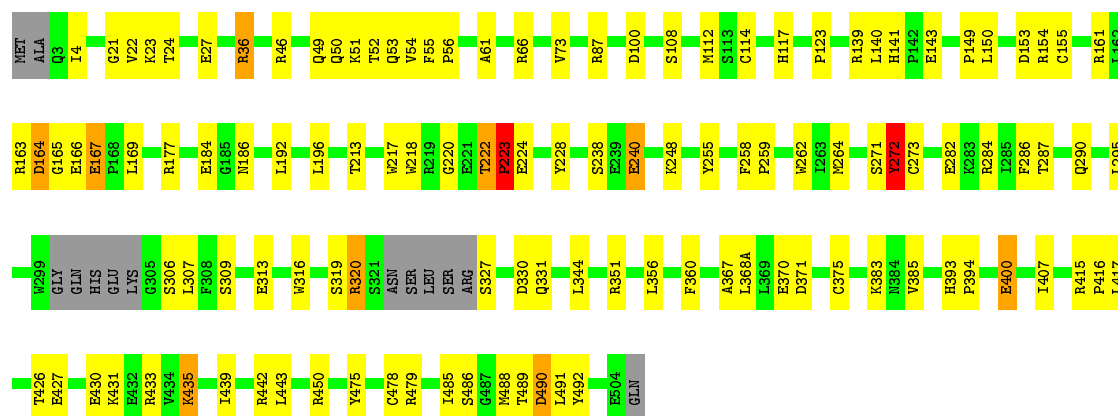 MET ALA Q3 I4 G21 V22 K23 T24 E27 R36 R46 Q49 Q50 K51 T52 Q53 V54 F55 P56 A61 R66 V73 R87 D100 S108 M112 S113 C114 H117 P123 R139 L140 H141 P142 E143 P149 L150 D153 R154 C155 R161 L162
R163 D164 G165 E166 E167 P168 L169 R177 E184 G185 N186 L192 L196 T213 W217 W218 R219 G220 E221 T222 P223 E224 Y228 S238 E239 E240 K248 Y255 F258 P259 W262 I263 M264 S271 Y272 C273 E282 K283 R284 I285 F286 T287 Q290
W299 GLY GLN HIS GLU LYS G305 S306 L307 F308 S309 E313 W316 S319 R320 S321 ASN SER LEU SER ARG S327 D330 Q331 L344 R351 L356 F360 A367 L368A L369 E370 D371 C375 K383 N384 V385 H393 P394 E400 I407 R415 P416 L417
T426 E427 E430 K431 E432 R433 V434 K435 I439 R442 L443 R450 Y475 C478 R479 I485 S486 G487 M488 T489 D490 L491 Y492 E504 GLN